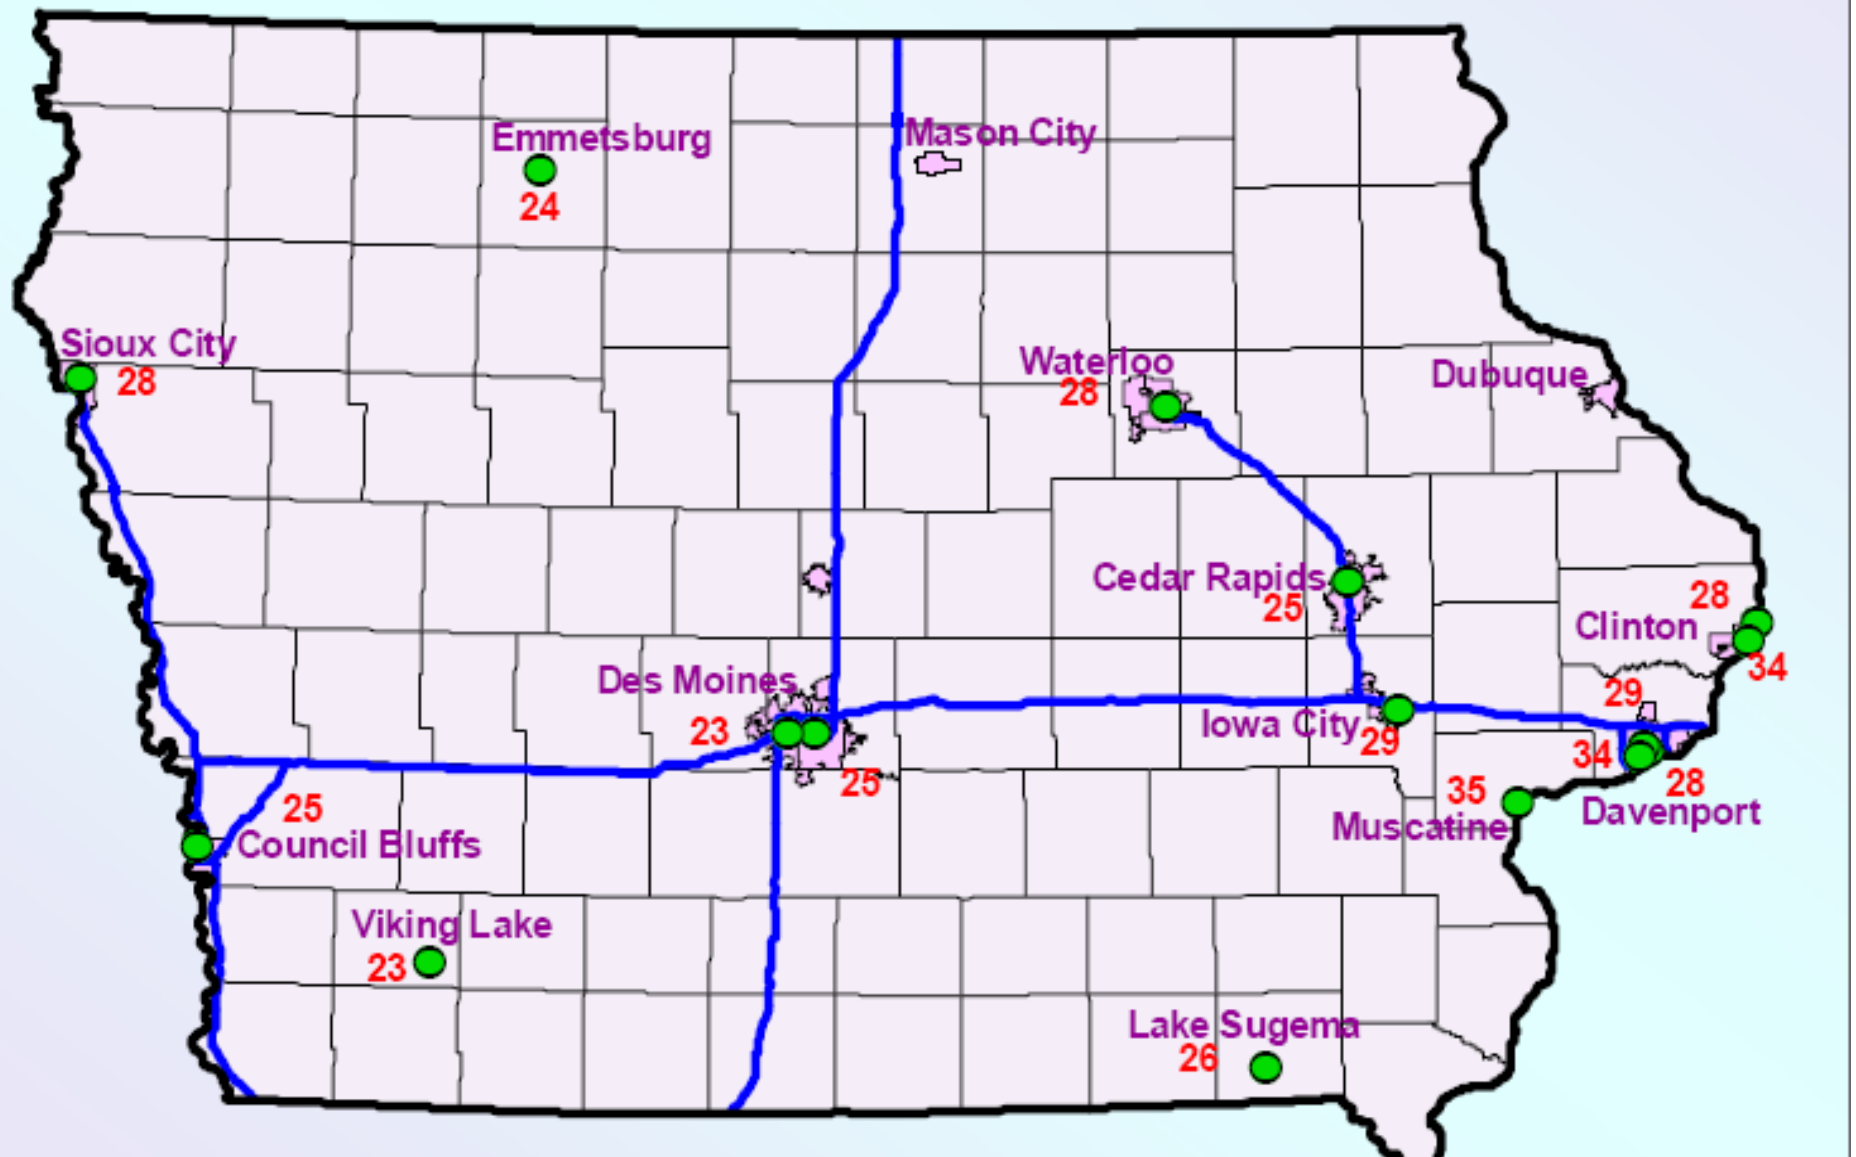 Emmetsburg
24
Mason City
Sioux City
28
Waterloo
28
Dubuque
Cedar Rapids
25
28
Clinton
34
Des Moines
23
25
Iowa City
29
29
34
28
Davenport
35
Muscatine
25
Council Bluffs
Viking Lake
23
Lake Sugema
26